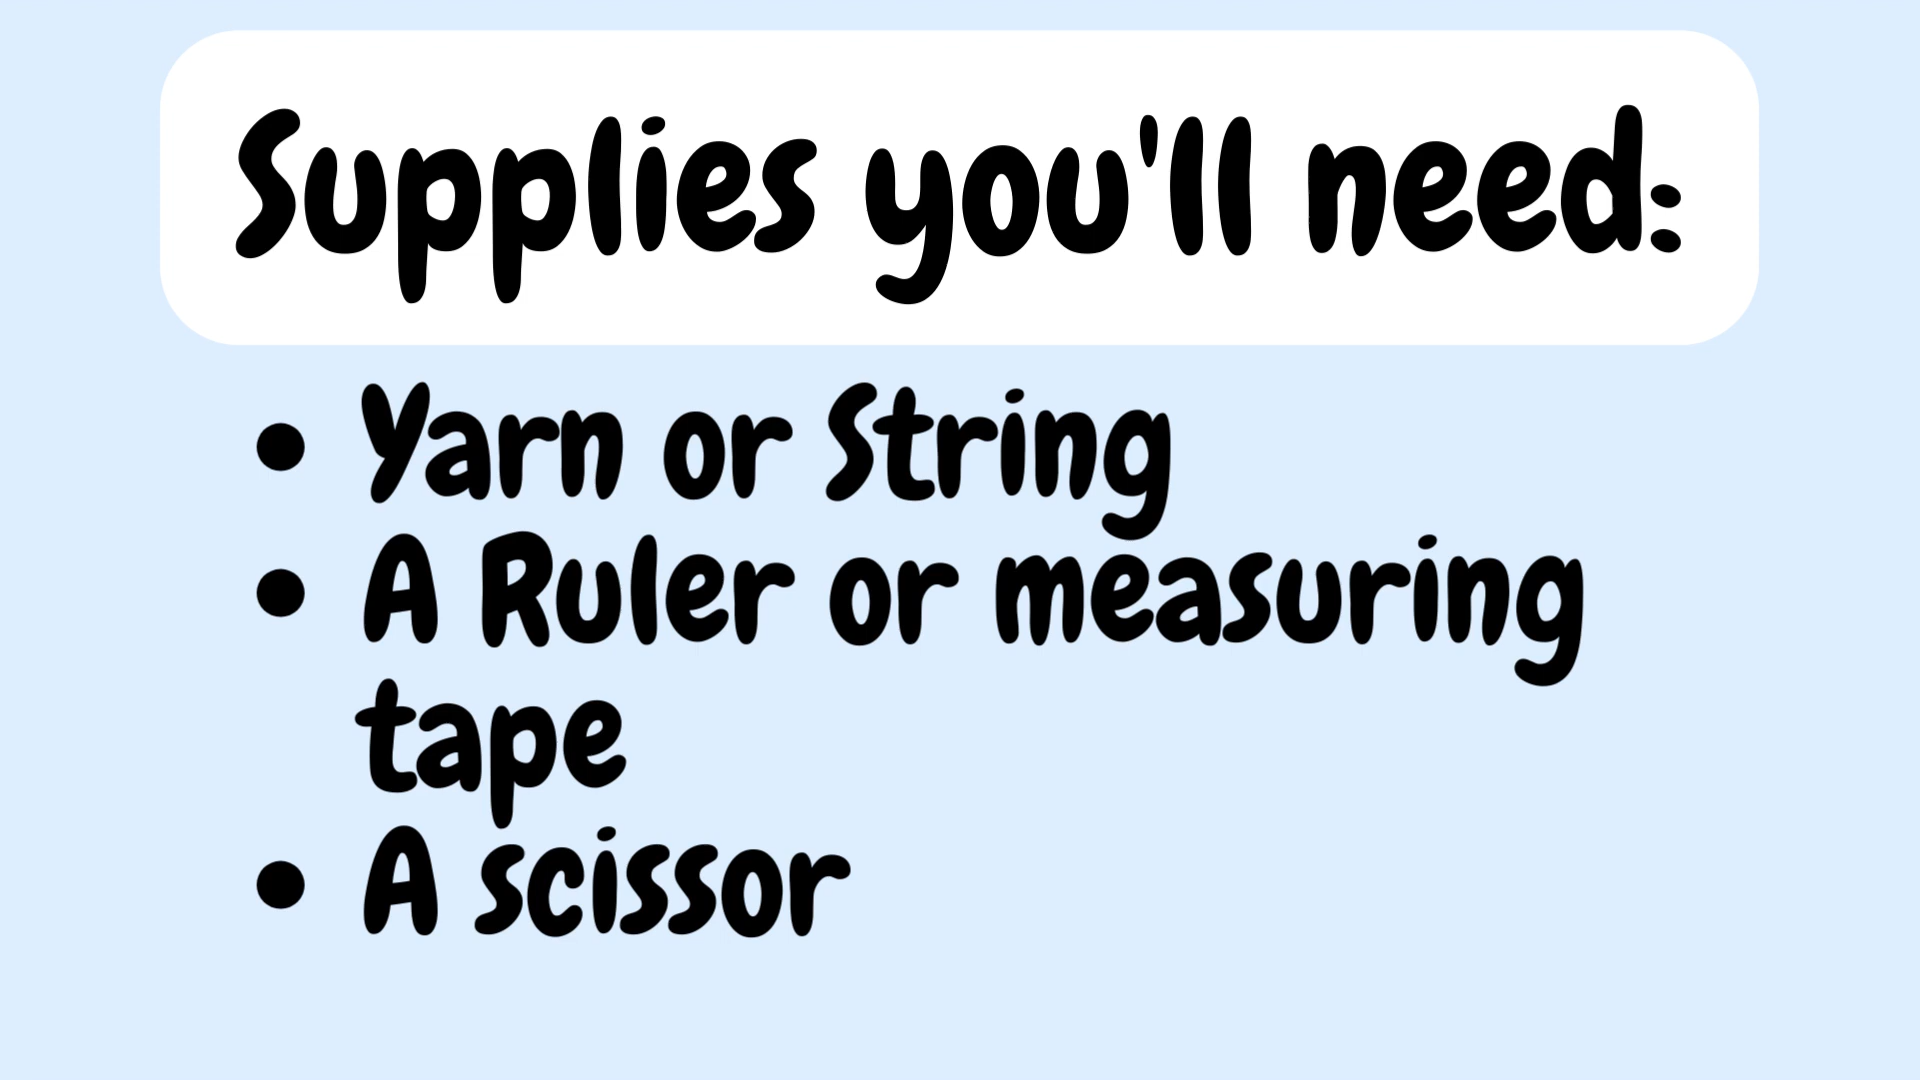 Supplies you'll need:
• Yarn or String
• A Ruler or measuring
tape
• A scissor